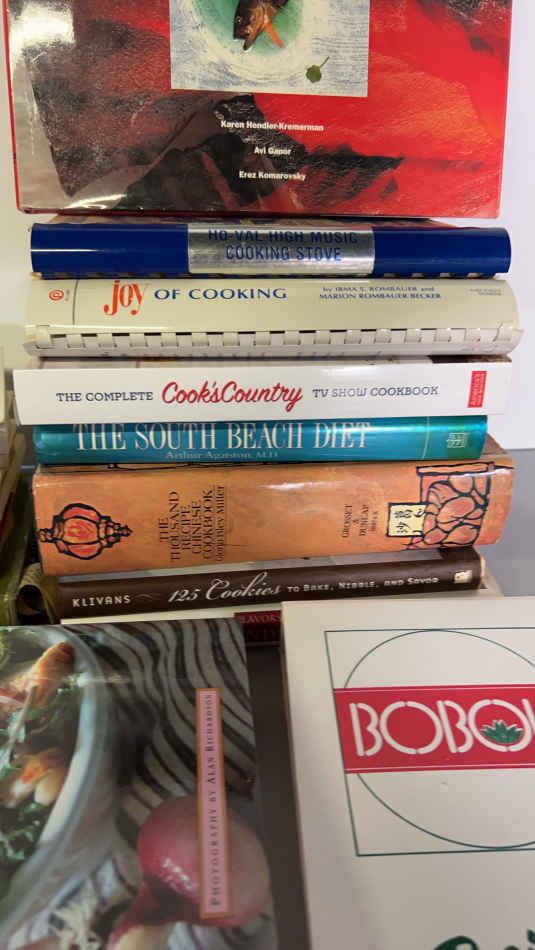 Karen Hendler-Kremerman
Avi Ganor
Erez Komarovsky
HO-VAL HIGH MUSIC
COOKING STOVE
joy OF COOKING
by IRMA S. ROMBAUER and
MARION ROMBAUER BECKER
THE COMPLETE Cook'sCountry TV SHOW COOKBOOK
THE SOUTH BEACH DIET
Arthur Agatston, M.D.
THE
THOUSAND
RECIPE
CHINESE
COOKBOOK
Gloria Bley Miller
GROSSET
&
DUNLAP
KLIVANS 125 Cookies TO BAKE, NIBBLE, AND SAVOR
PHOTOGRAPHY BY ALAN RICHARDSON
BOBO